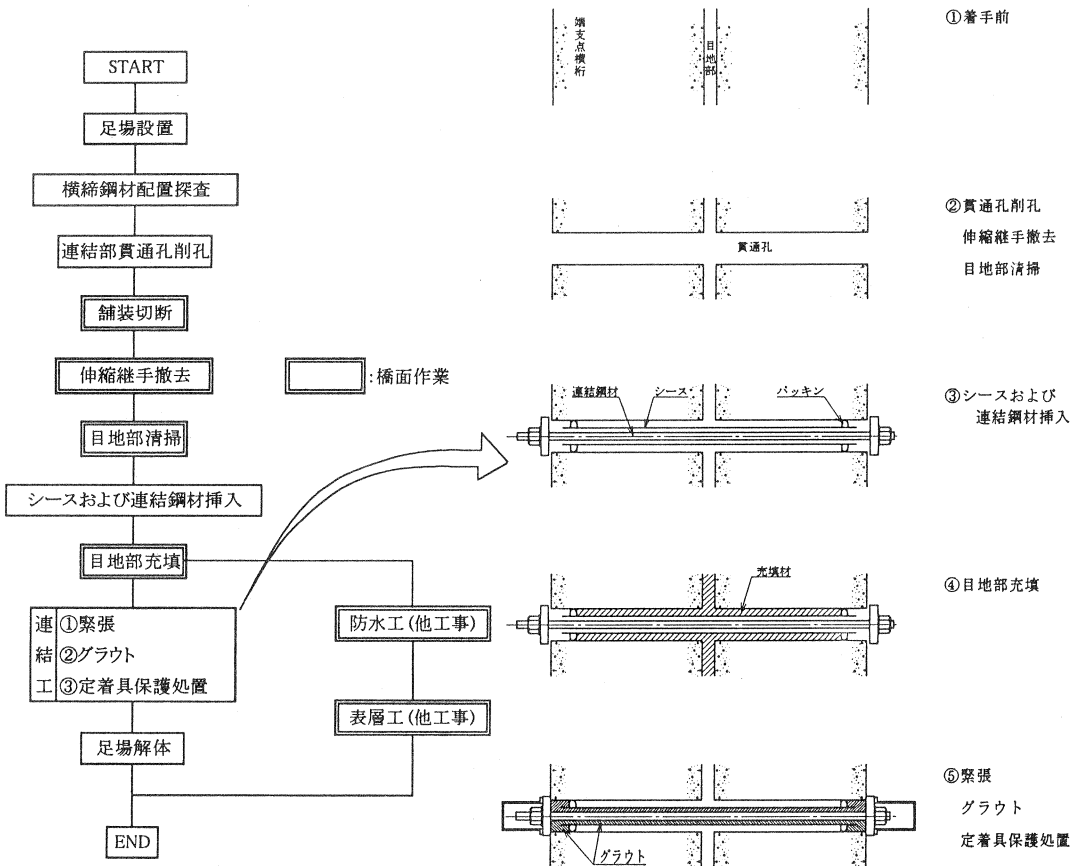 START
足場設置
横締鋼材配置探査
連結部貫通孔削孔
舗装切断
伸縮継手撤去
:橋面作業
目地部清掃
シースおよび連結鋼材挿入
目地部充填
連結工
①緊張
②グラウト
③定着具保護処置
防水工(他工事)
表層工(他工事)
足場解体
END
端支点横桁
目地部
①着手前
貫通孔
②貫通孔削孔
伸縮継手撤去
目地部清掃
連結鋼材
シース
パッキン
③シースおよび
連結鋼材挿入
充填材
④目地部充填
グラウト
⑤緊張
グラウト
定着具保護処置